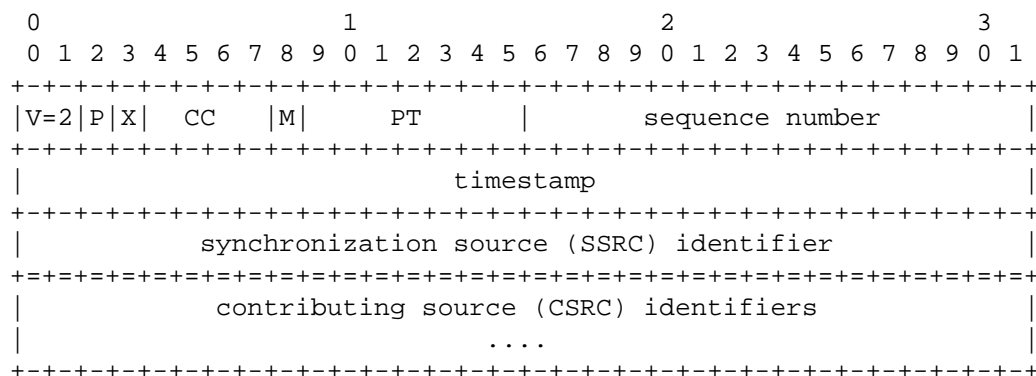 0                   1                   2                   3
 0 1 2 3 4 5 6 7 8 9 0 1 2 3 4 5 6 7 8 9 0 1 2 3 4 5 6 7 8 9 0 1
+-+-+-+-+-+-+-+-+-+-+-+-+-+-+-+-+-+-+-+-+-+-+-+-+-+-+-+-+-+-+-+-+
|V=2|P|X|  CC   |M|     PT      |       sequence number         |
+-+-+-+-+-+-+-+-+-+-+-+-+-+-+-+-+-+-+-+-+-+-+-+-+-+-+-+-+-+-+-+-+
|                           timestamp                           |
+-+-+-+-+-+-+-+-+-+-+-+-+-+-+-+-+-+-+-+-+-+-+-+-+-+-+-+-+-+-+-+-+
|           synchronization source (SSRC) identifier            |
+=+=+=+=+=+=+=+=+=+=+=+=+=+=+=+=+=+=+=+=+=+=+=+=+=+=+=+=+=+=+=+=+
|            contributing source (CSRC) identifiers             |
|                             ....                              |
+-+-+-+-+-+-+-+-+-+-+-+-+-+-+-+-+-+-+-+-+-+-+-+-+-+-+-+-+-+-+-+-+